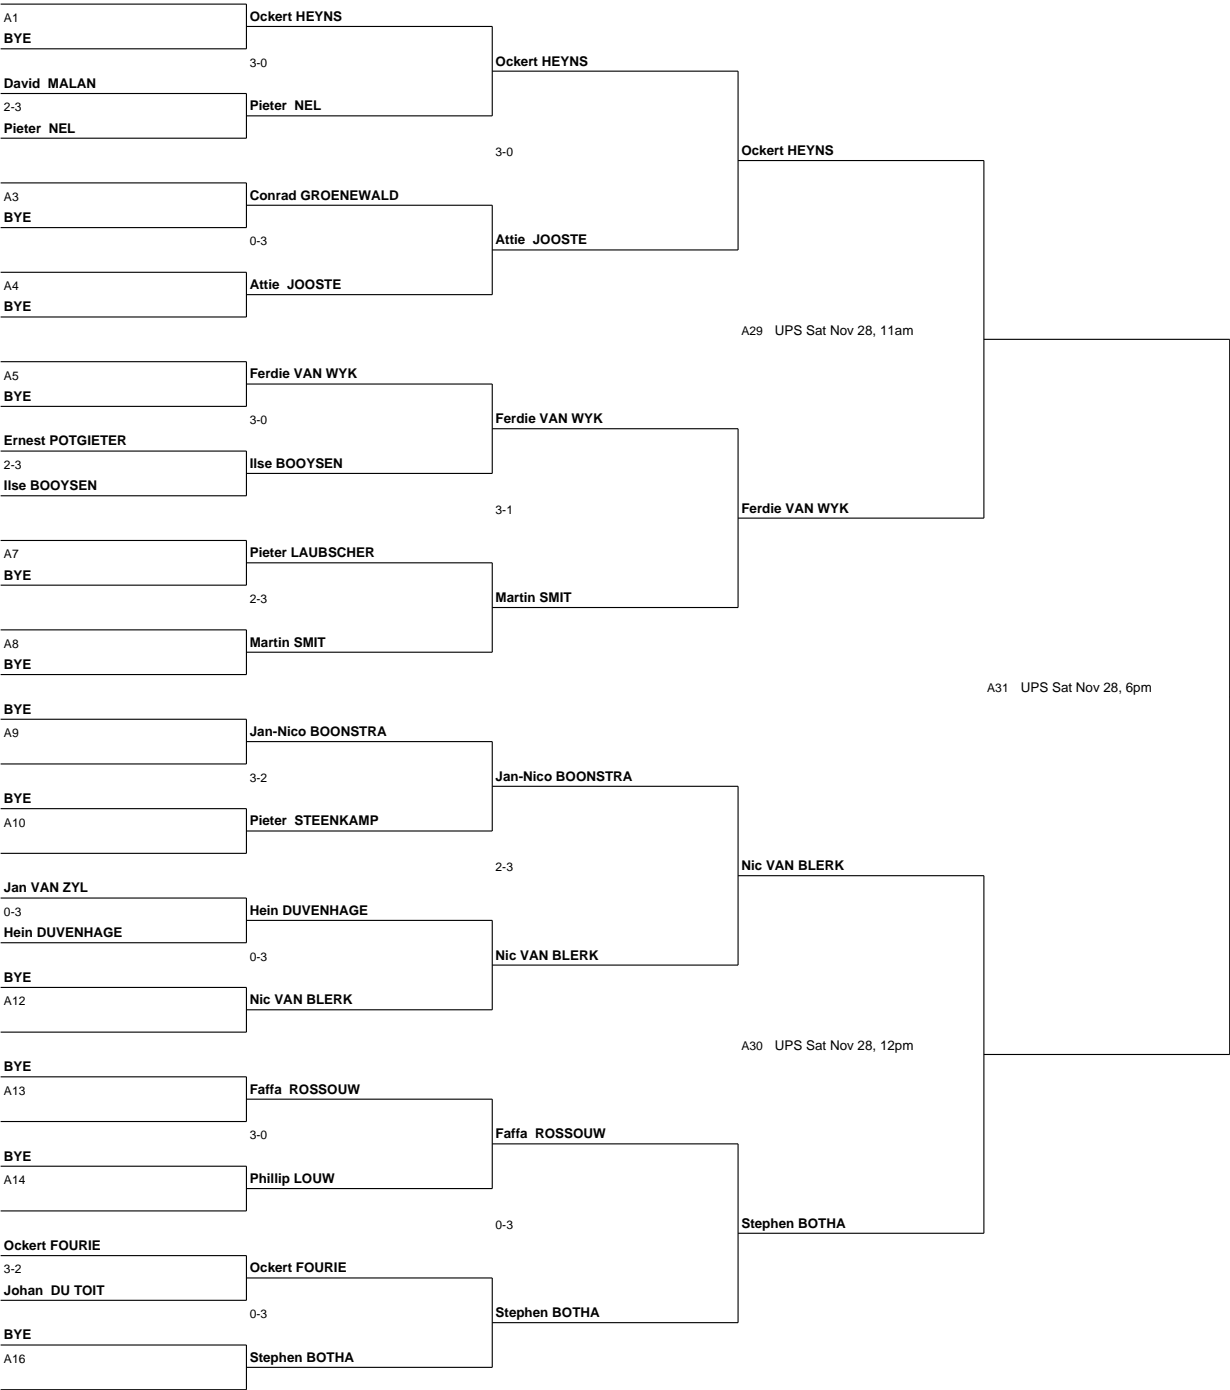 A1
BYE
Ockert HEYNS
3-0
Ockert HEYNS
David MALAN
2-3
Pieter NEL
Pieter NEL
3-0
Ockert HEYNS
A3
BYE
Conrad GROENEWALD
0-3
Attie JOOSTE
A4
BYE
Attie JOOSTE
A29 UPS Sat Nov 28, 11am
A5
BYE
Ferdie VAN WYK
3-0
Ferdie VAN WYK
Ernest POTGIETER
2-3
Ilse BOOYSEN
Ilse BOOYSEN
3-1
Ferdie VAN WYK
A7
BYE
Pieter LAUBSCHER
2-3
Martin SMIT
A8
BYE
Martin SMIT
A31 UPS Sat Nov 28, 6pm
BYE
A9
Jan-Nico BOONSTRA
3-2
Jan-Nico BOONSTRA
BYE
A10
Pieter STEENKAMP
2-3
Nic VAN BLERK
Jan VAN ZYL
0-3
Hein DUVENHAGE
Hein DUVENHAGE
0-3
Nic VAN BLERK
BYE
A12
Nic VAN BLERK
A30 UPS Sat Nov 28, 12pm
BYE
A13
Faffa ROSSOUW
3-0
Faffa ROSSOUW
BYE
A14
Phillip LOUW
0-3
Stephen BOTHA
Ockert FOURIE
3-2
Johan DU TOIT
Ockert FOURIE
0-3
Stephen BOTHA
BYE
A16
Stephen BOTHA